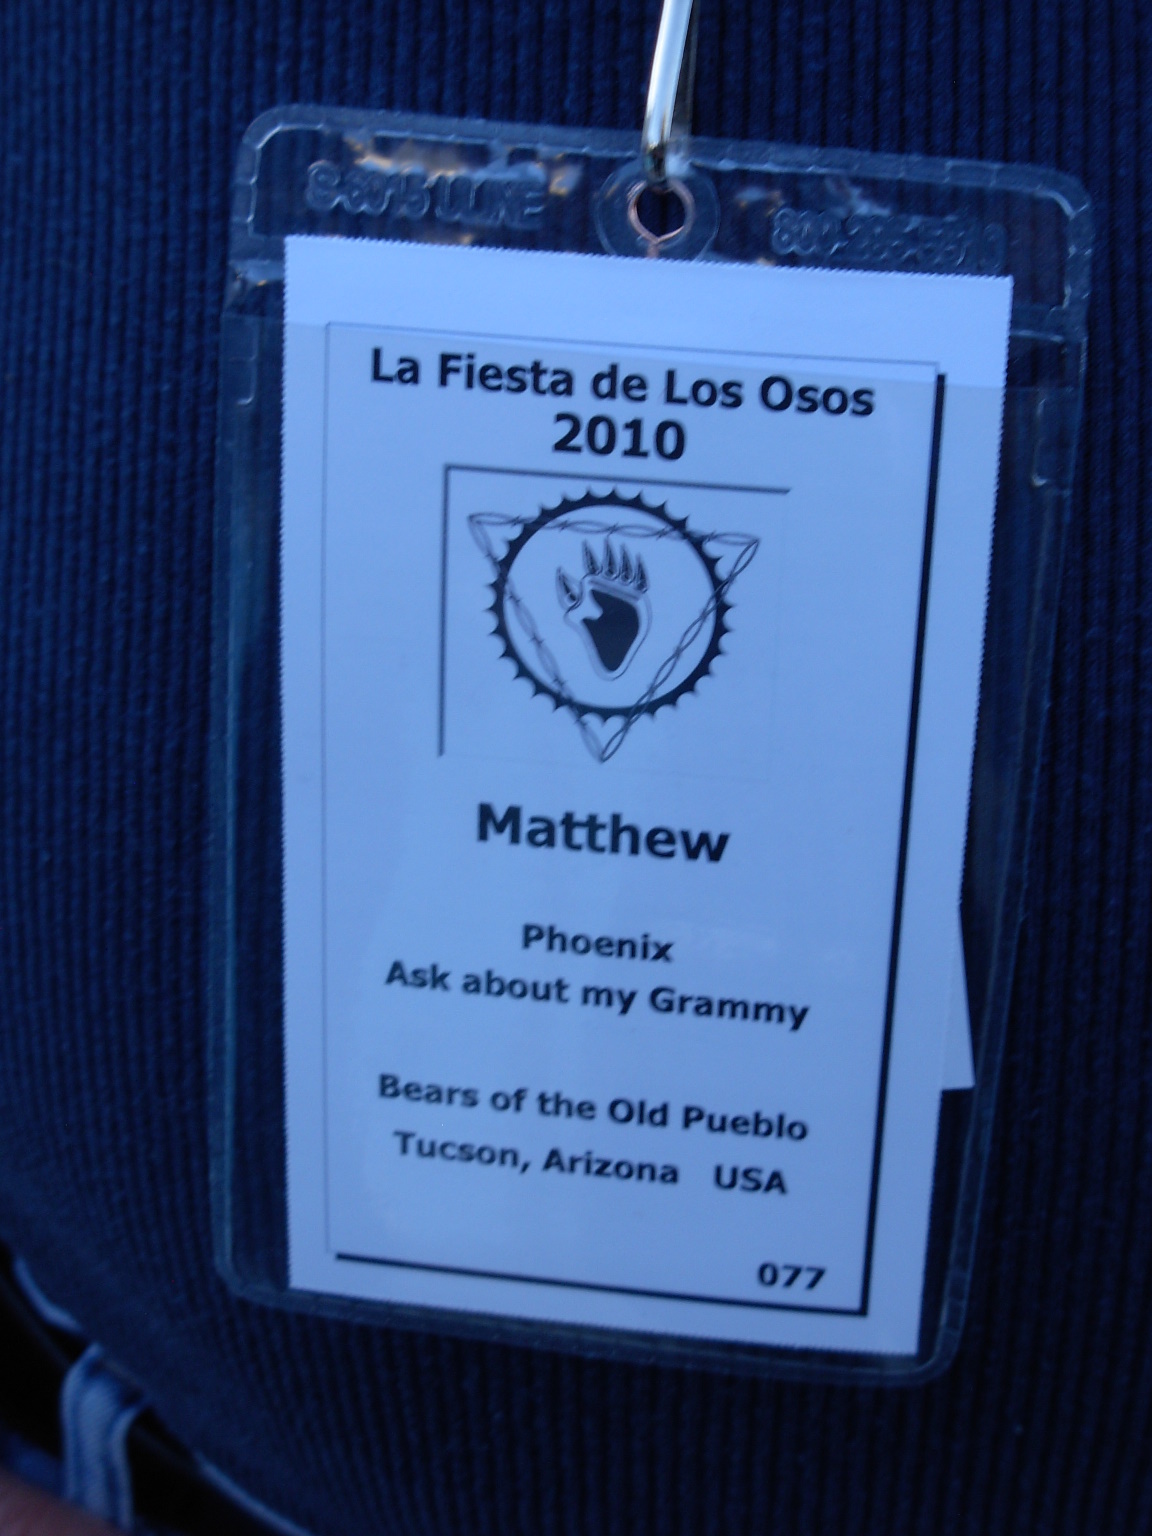 La Fiesta de Los Osos
2010
Matthew
Phoenix
Ask about my Grammy
Bears of the Old Pueblo
Tucson, Arizona USA
077